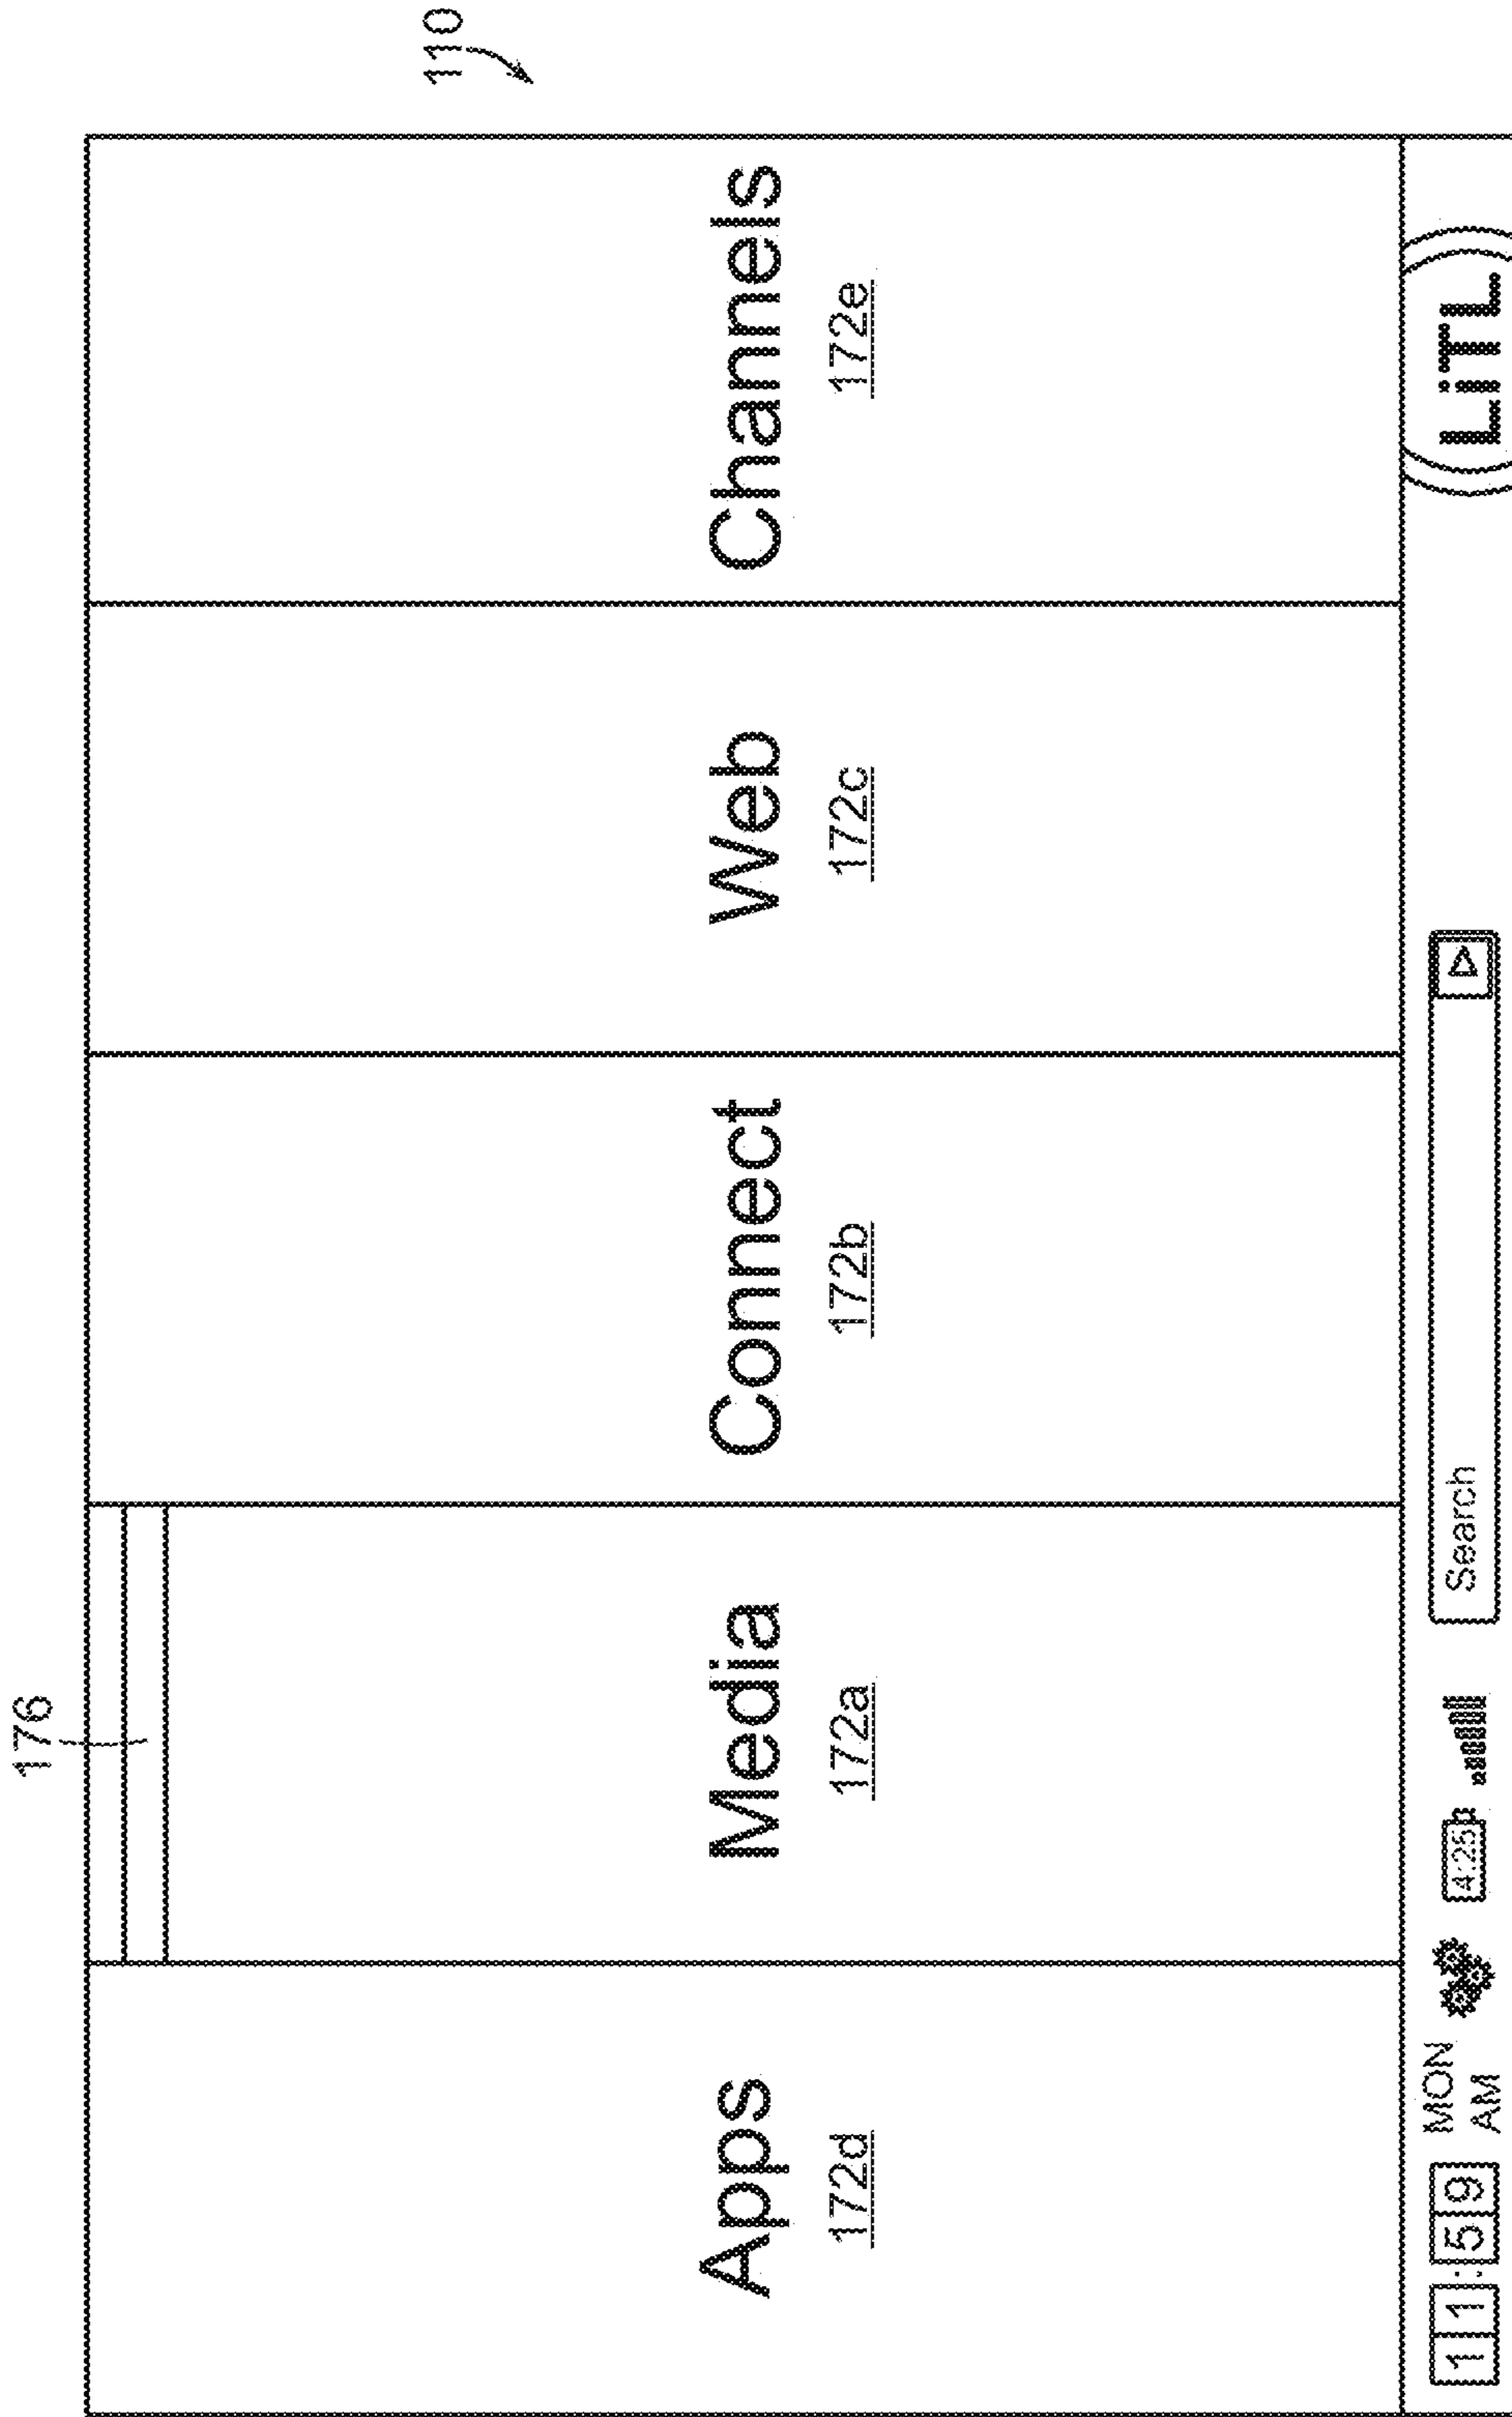 110
176
Apps
172d
Media
172a
Connect
172b
Web
172c
Channels
172e
11:59
MON
AM
4:25
Search
LiTL